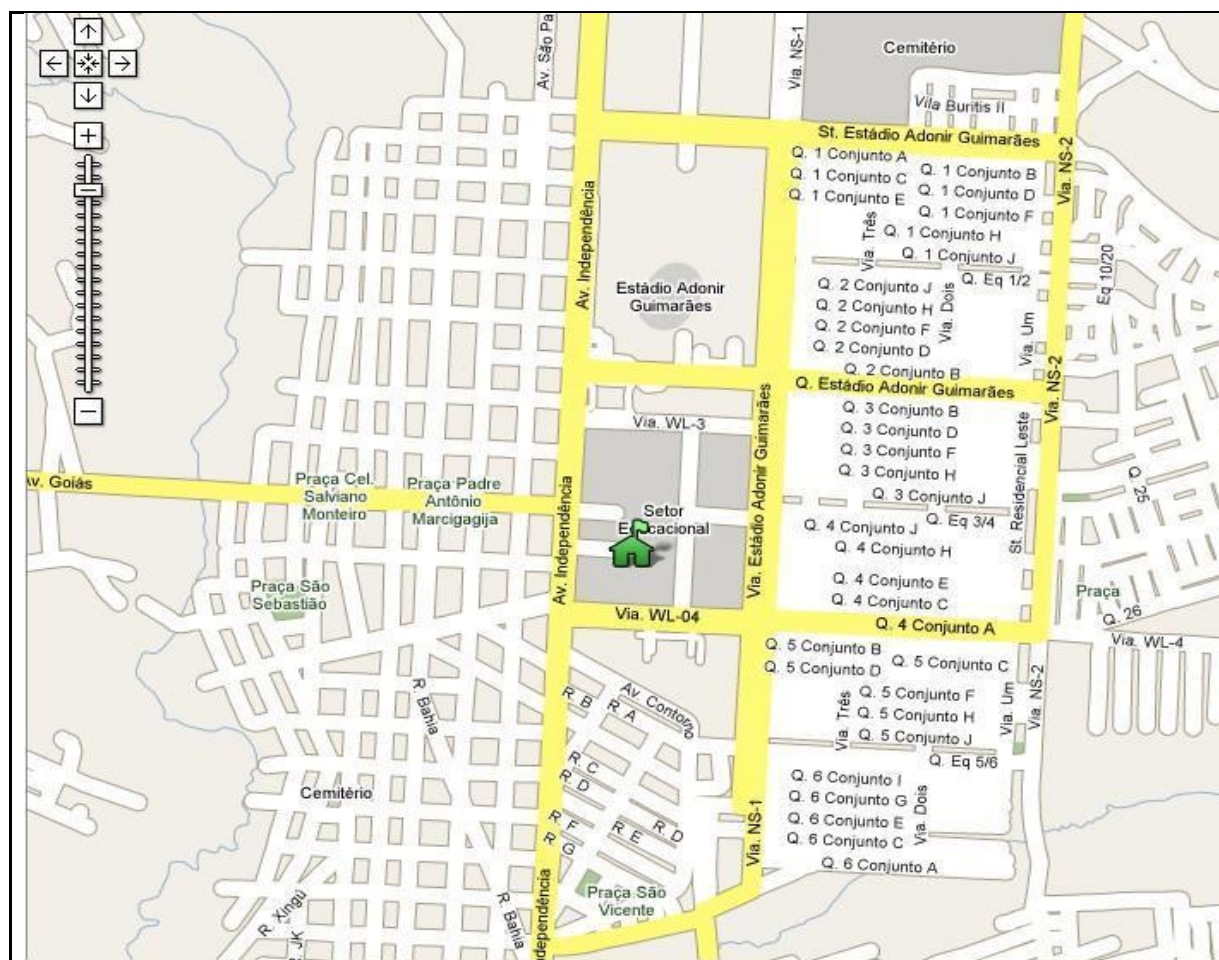 Av. São Pa
Via. NS-1
Cemitério
Vila Buritis II
St. Estádio Adonir Guimarães
Via. NS-2
Q. 1 Conjunto A
Q. 1 Conjunto B
Q. 1 Conjunto C
Q. 1 Conjunto D
Q. 1 Conjunto E
Q. 1 Conjunto F
Via. Três
Q. 1 Conjunto H
Q. 1 Conjunto J
Q. Eq 1/2
Eq 10/20
Av. Independência
Estádio Adonir
Guimarães
Q. 2 Conjunto J
Q. 2 Conjunto H
Via. Dois
Q. 2 Conjunto F
Q. 2 Conjunto D
Q. 2 Conjunto B
Via. Um
Via. NS-2
Q. Estádio Adonir Guimarães
Via. WL-3
Via. Estádio Adonir Guimarães
Q. 3 Conjunto B
Q. 3 Conjunto D
Q. 3 Conjunto F
Q. 3 Conjunto H
Q. 3 Conjunto J
Q. Eq 3/4
St. Residencial Leste
Q. 25
Av. Goiás
Praça Cel.
Salviano
Monteiro
Praça Padre
Antônio
Marcigagija
Av. Independência
Setor
Educacional
Q. 4 Conjunto J
Q. 4 Conjunto H
Q. 4 Conjunto E
Q. 4 Conjunto C
Q. 4 Conjunto A
Praça São
Sebastião
Praça
Q. 26
Via. WL-04
Via. WL-4
Q. 5 Conjunto B
Q. 5 Conjunto C
Q. 5 Conjunto D
Q. 5 Conjunto F
Q. 5 Conjunto H
Q. 5 Conjunto J
Via. Três
Via. Um
Via. NS-2
Q. Eq 5/6
R. Bahia
R. B
R. A
Av. Contorno
R. C
R. D
R. F
R. E
R. D
R. G
Cemitério
Via. NS-1
Q. 6 Conjunto I
Q. 6 Conjunto G
Q. 6 Conjunto E
Q. 6 Conjunto C
Q. 6 Conjunto A
Via. Dois
Praça São
Vicente
R. Xingú
R. JK
R. Bahia
Independência